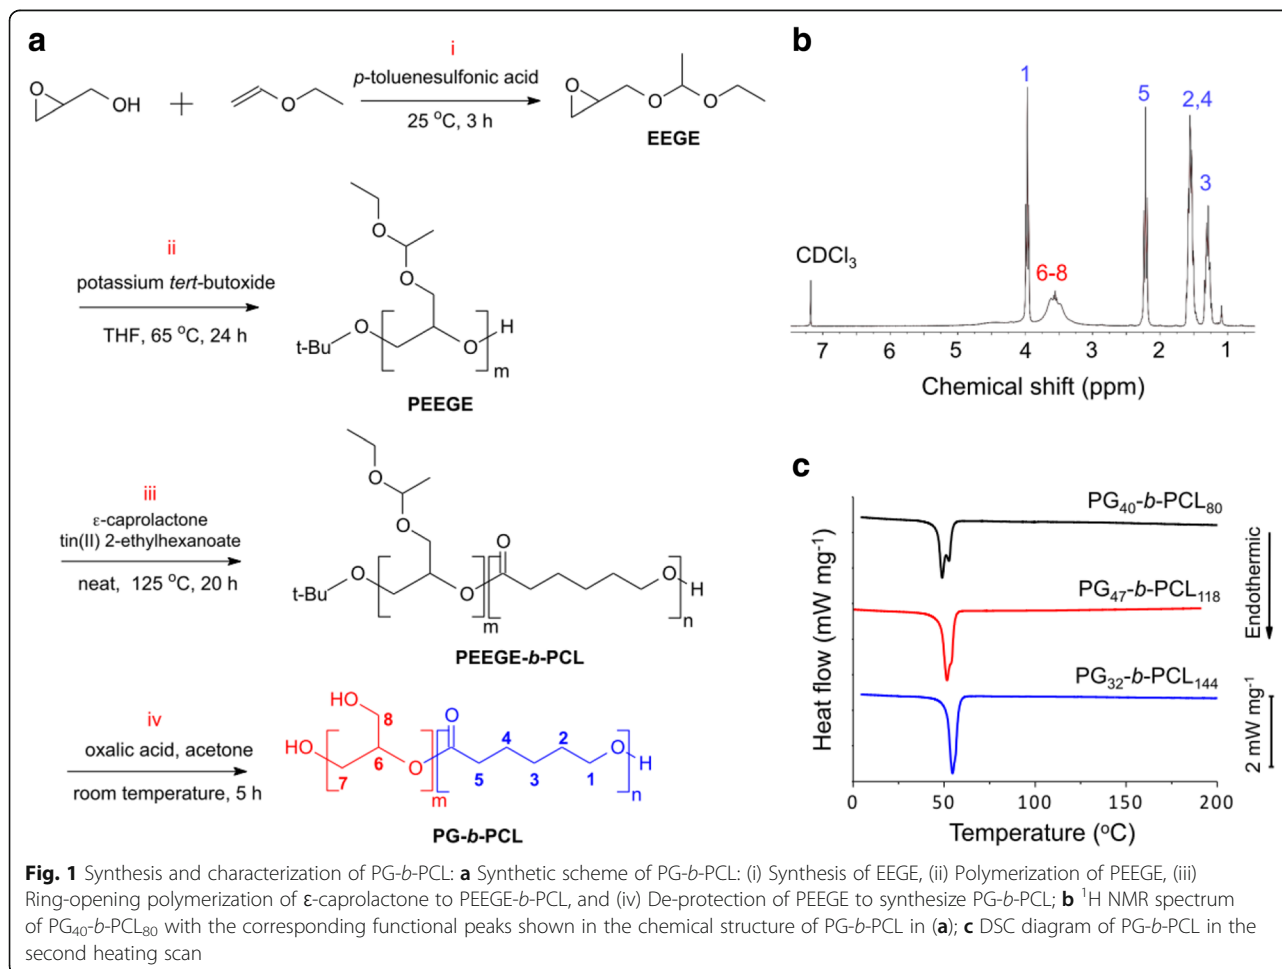 a
i
p-toluenesulfonic acid
25 °C, 3 h
O
OH
+
O
O
O
O
EEGE
ii
potassium tert-butoxide
THF, 65 °C, 24 h
O
O
t-Bu
O
O
H
m
PEEGE
iii
ε-caprolactone
tin(II) 2-ethylhexanoate
neat, 125 °C, 20 h
O
O
t-Bu
O
O
O
O
H
m
n
PEEGE-b-PCL
iv
oxalic acid, acetone
room temperature, 5 h
HO
8
HO
7
6
O
m
O
5
4
3
2
1
O
H
n
PG-b-PCL
b
1
5
2,4
3
CDCl3
6-8
7 6 5 4 3 2 1
Chemical shift (ppm)
c
PG40-b-PCL80
PG47-b-PCL118
PG32-b-PCL144
Heat flow (mW mg-1)
Endothermic
2 mW mg-1
0 50 100 150 200
Temperature (°C)
Fig. 1 Synthesis and characterization of PG-b-PCL: a Synthetic scheme of PG-b-PCL: (i) Synthesis of EEGE, (ii) Polymerization of PEEGE, (iii)
Ring-opening polymerization of ε-caprolactone to PEEGE-b-PCL, and (iv) De-protection of PEEGE to synthesize PG-b-PCL; b 1H NMR spectrum
of PG40-b-PCL80 with the corresponding functional peaks shown in the chemical structure of PG-b-PCL in (a); c DSC diagram of PG-b-PCL in the
second heating scan